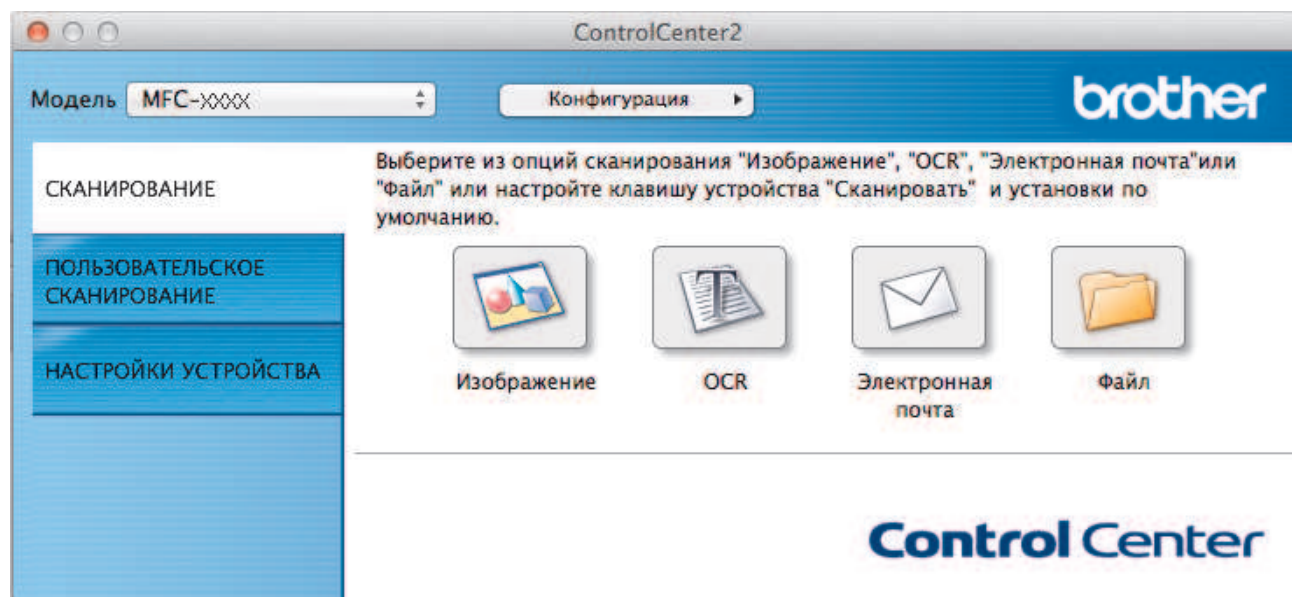 ControlCenter2
Модель MFC-XXXX Конфигурация
brother
СКАНИРОВАНИЕ
ПОЛЬЗОВАТЕЛЬСКОЕ
СКАНИРОВАНИЕ
НАСТРОЙКИ УСТРОЙСТВА
Выберите из опций сканирования "Изображение", "OCR", "Электронная почта"или
"Файл" или настройте клавишу устройства "Сканировать" и установки по
умолчанию.
Изображение
OCR
Электронная
почта
Файл
Control Center